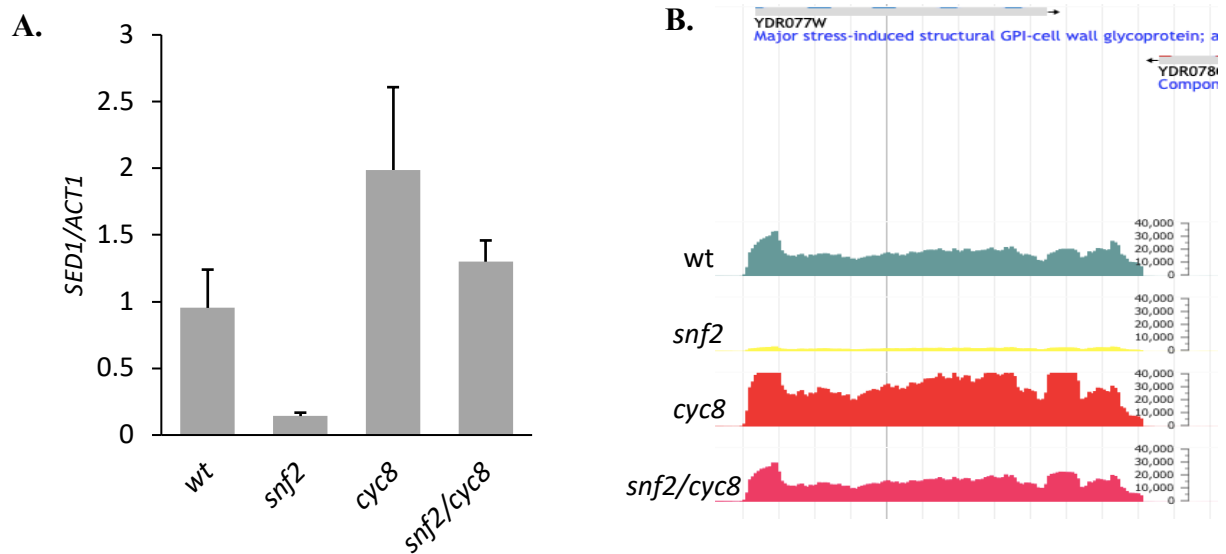 A.
3
2.5
2
1.5
1
0.5
0
SED1/ACT1
wt
snf2
cyc8
snf2/cyc8
B.
YDR077W
Major stress-induced structural GPI-cell wall glycoprotein; a
YDR078
Compon
wt
40,000
30,000
20,000
10,000
0
snf2
40,000
30,000
20,000
10,000
0
cyc8
40,000
30,000
20,000
10,000
0
snf2/cyc8
40,000
30,000
20,000
10,000
0